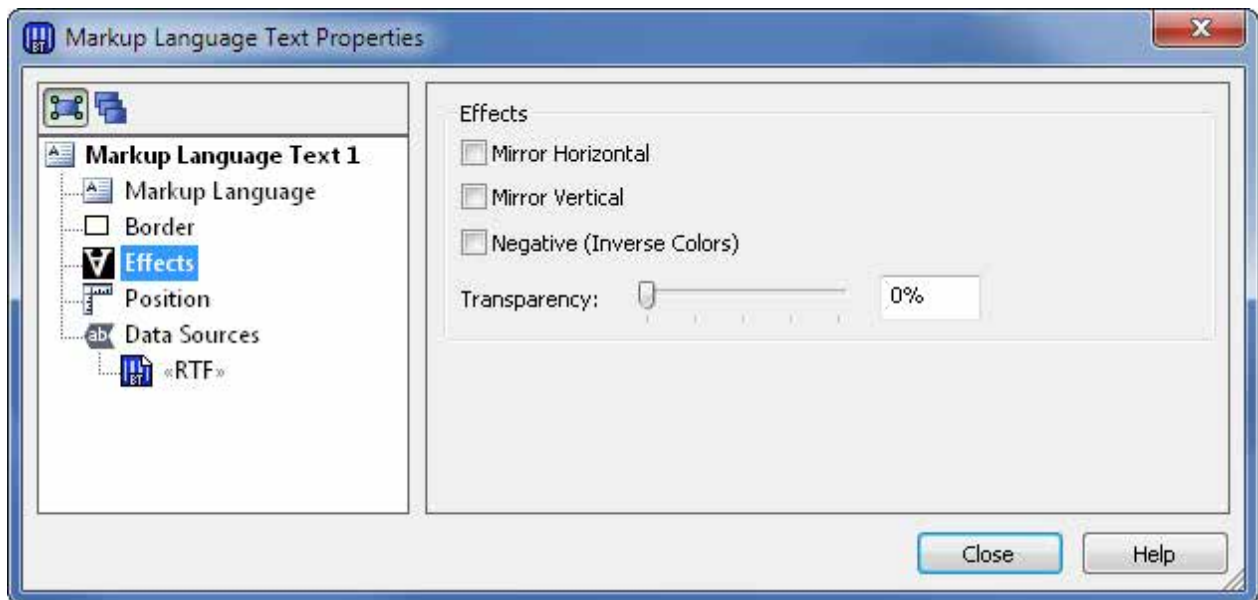 Markup Language Text Properties
Markup Language Text 1
Markup Language
Border
Effects
Position
Data Sources
«RTF»
Effects
Mirror Horizontal
Mirror Vertical
Negative (Inverse Colors)
Transparency: 0%
Close Help